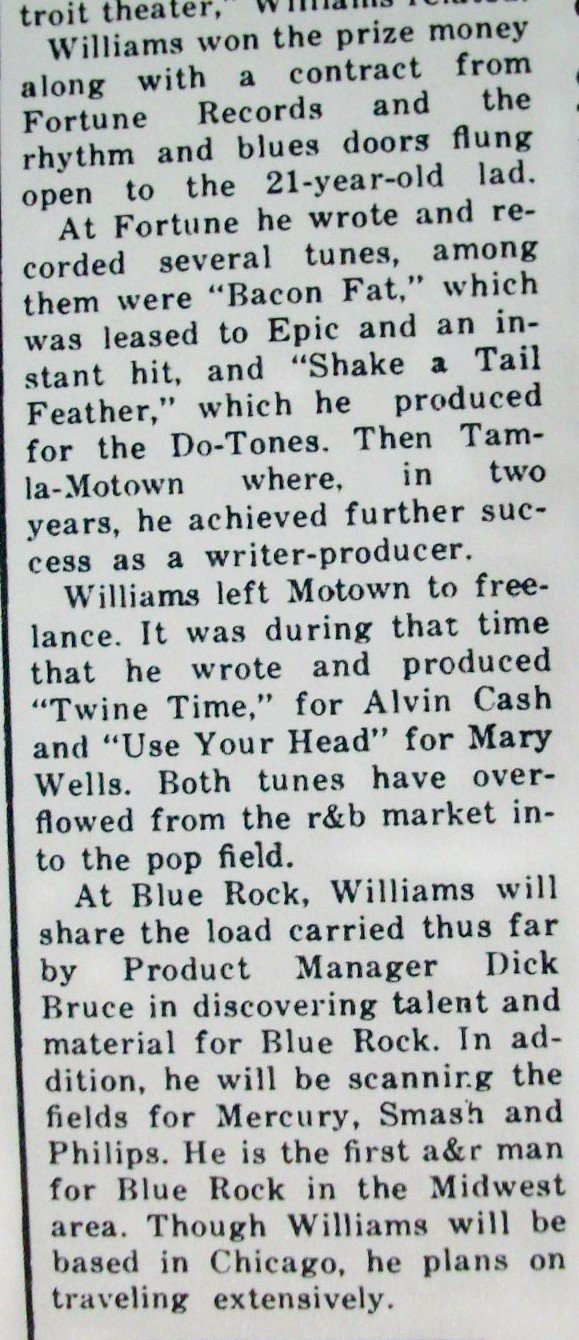 troit theater," Williams related.
Williams won the prize money
along with a contract from
Fortune Records and the
rhythm and blues doors flung
open to the 21-year-old lad.
At Fortune he wrote and re-
corded several tunes, among
them were "Bacon Fat," which
was leased to Epic and an in-
stant hit, and "Shake a Tail
Feather," which he produced
for the Do-Tones. Then Tam-
la-Motown where, in two
years, he achieved further suc-
cess as a writer-producer.
Williams left Motown to free-
lance. It was during that time
that he wrote and produced
"Twine Time," for Alvin Cash
and "Use Your Head" for Mary
Wells. Both tunes have over-
flowed from the r&b market in-
to the pop field.
At Blue Rock, Williams will
share the load carried thus far
by Product Manager Dick
Bruce in discovering talent and
material for Blue Rock. In ad-
dition, he will be scanning the
fields for Mercury, Smash and
Philips. He is the first a&r man
for Blue Rock in the Midwest
area. Though Williams will be
based in Chicago, he plans on
traveling extensively.